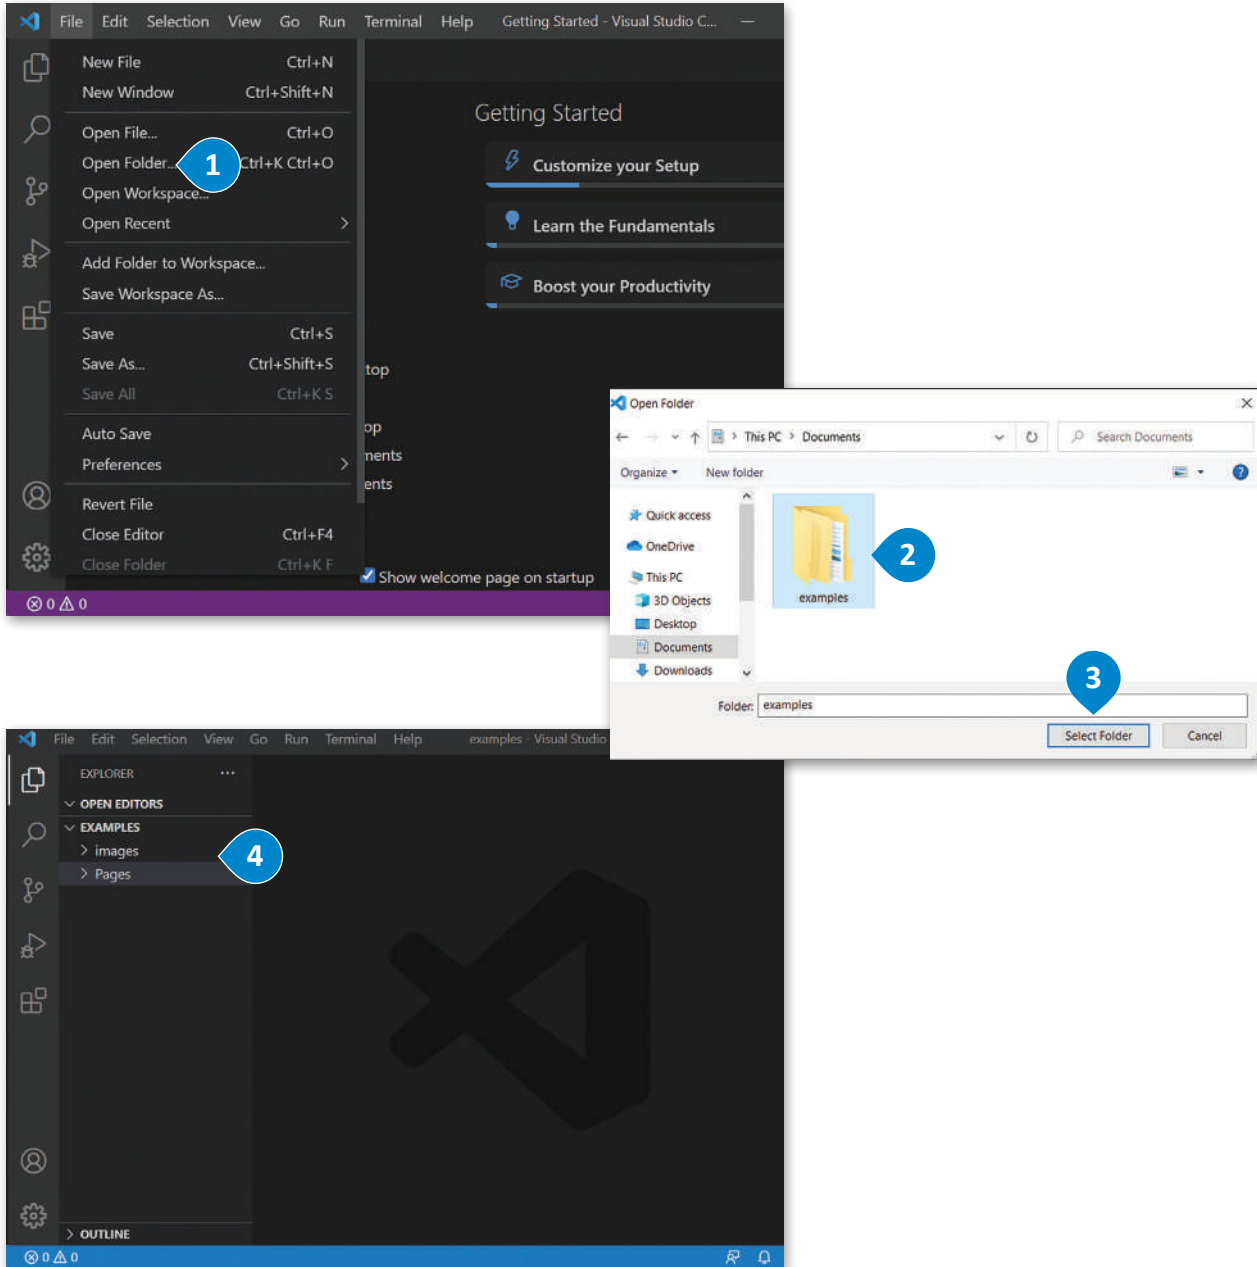 File Edit Selection View Go Run Terminal Help Getting Started - Visual Studio C...
New File Ctrl+N
New Window Ctrl+Shift+N
Open File... Ctrl+O
Open Folder... 1 Ctrl+K Ctrl+O
Open Workspace...
Open Recent
Add Folder to Workspace...
Save Workspace As...
Save Ctrl+S
Save As... Ctrl+Shift+S
Save All Ctrl+K S
Auto Save
Preferences
Revert File
Close Editor Ctrl+F4
Close Folder Ctrl+K F
Getting Started
Customize your Setup
Learn the Fundamentals
Boost your Productivity
top
op
ments
ents
Show welcome page on startup
0 0
Open Folder
This PC > Documents
Search Documents
Organize New folder
Quick access
OneDrive
This PC
3D Objects
Desktop
Documents
Downloads
examples
2
3
Folder: examples
Select Folder Cancel
File Edit Selection View Go Run Terminal Help examples - Visual Studio
EXPLORER ...
OPEN EDITORS
EXAMPLES
images
Pages
4
OUTLINE
0 0